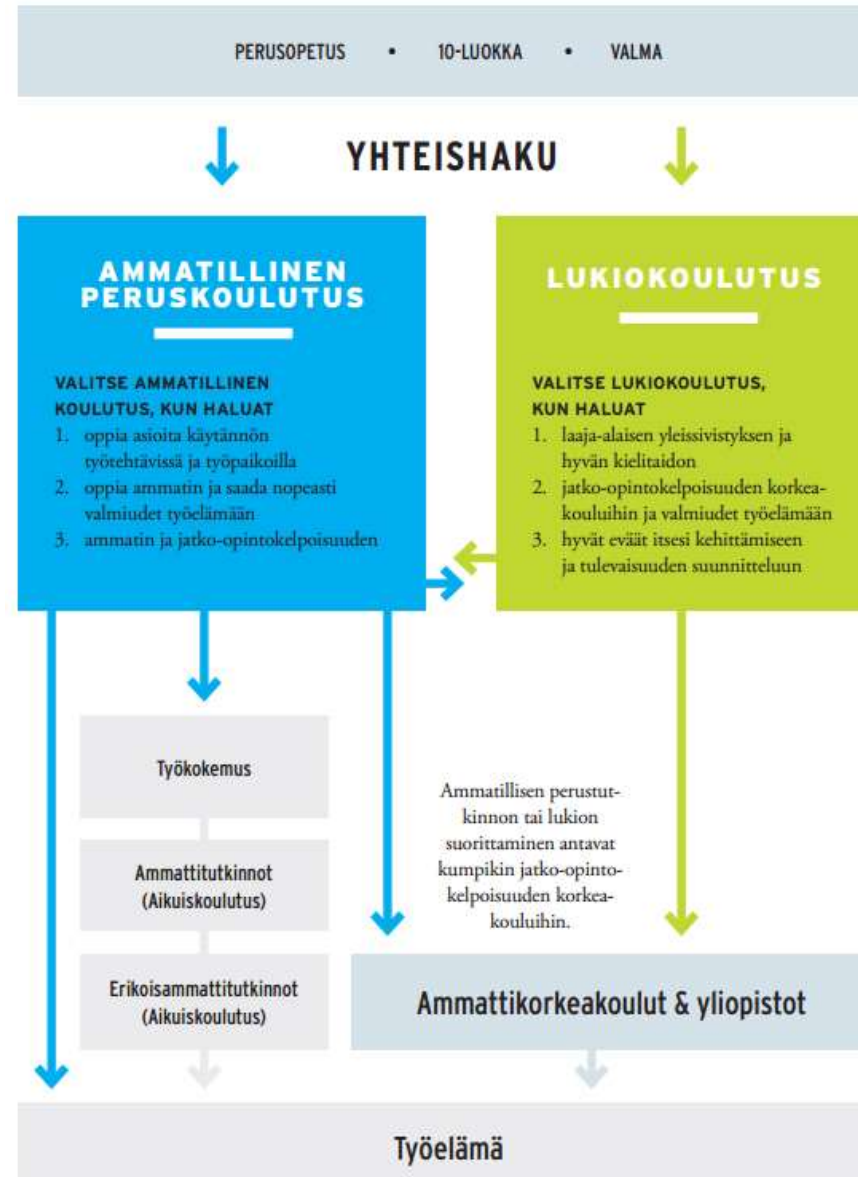 PERUSOPETUS • 10-LUOKKA • VALMA
YHTEISHAKU
AMMATILLINEN
PERUSKOULUTUS
VALITSE AMMATILLINEN
KOULUTUS, KUN HALUAT
1. oppia asioita käytännön
työtehtävissä ja työpaikoilla
2. oppia ammatin ja saada nopeasti
valmiudet työelämään
3. ammatin ja jatko-opintokelpoisuuden
LUKIOKOULUTUS
VALITSE LUKIOKOULUTUS,
KUN HALUAT
1. laaja-alaisen yleissivistyksen ja
hyvän kielitaidon
2. jatko-opintokelpoisuuden korkea-
kouluihin ja valmiudet työelämään
3. hyvät eväät itsesi kehittämiseen
ja tulevaisuuden suunnitteluun
Työkokemus
Ammattitutkinnot
(Aikuiskoulutus)
Erikoisammattitutkinnot
(Aikuiskoulutus)
Ammatillisen perustut-
kinnon tai lukion
suorittaminen antavat
kumpikin jatko-opinto-
kelpoisuuden korkea-
kouluihin.
Ammattikorkeakoulut & yliopistot
Työelämä